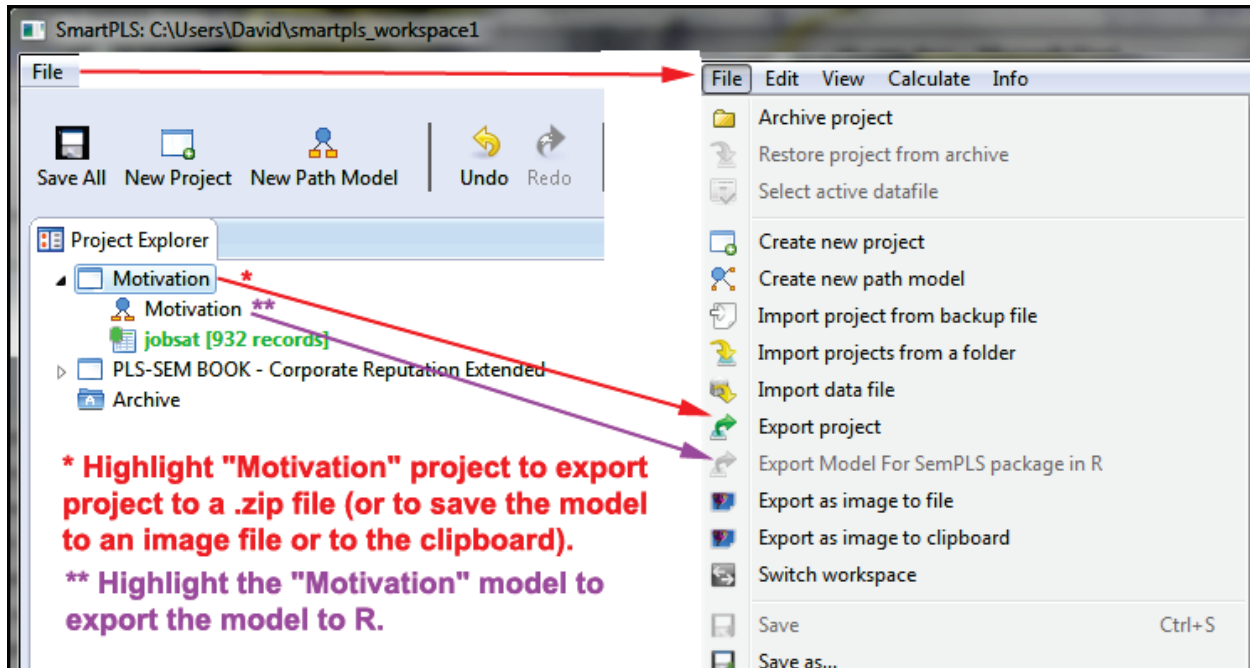 SmartPLS: C:\Users\David\smartpls_workspace1
File
Save All New Project New Path Model Undo Redo
Project Explorer
Motivation *
Motivation **
jobsat [932 records]
PLS-SEM BOOK - Corporate Reputation Extended
Archive
* Highlight "Motivation" project to export
project to a .zip file (or to save the model
to an image file or to the clipboard).
** Highlight the "Motivation" model to
export the model to R.
File Edit View Calculate Info
Archive project
Restore project from archive
Select active datafile
Create new project
Create new path model
Import project from backup file
Import projects from a folder
Import data file
Export project
Export Model For SemPLS package in R
Export as image to file
Export as image to clipboard
Switch workspace
Save Ctrl+S
Save as...